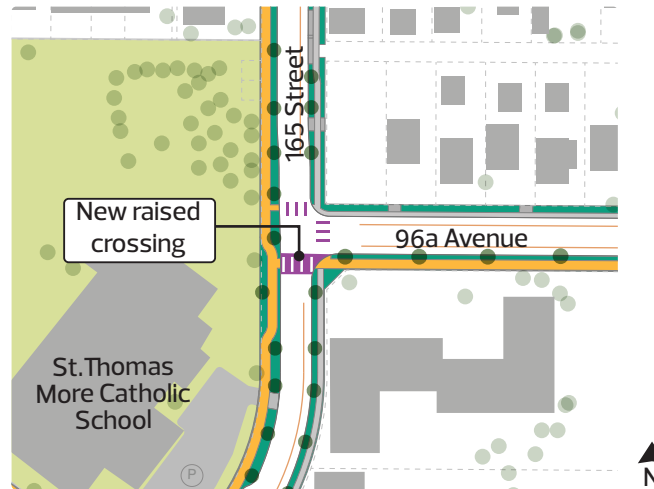 165 Street
New raised
crossing
96a Avenue
St.Thomas
More Catholic
School
P
N